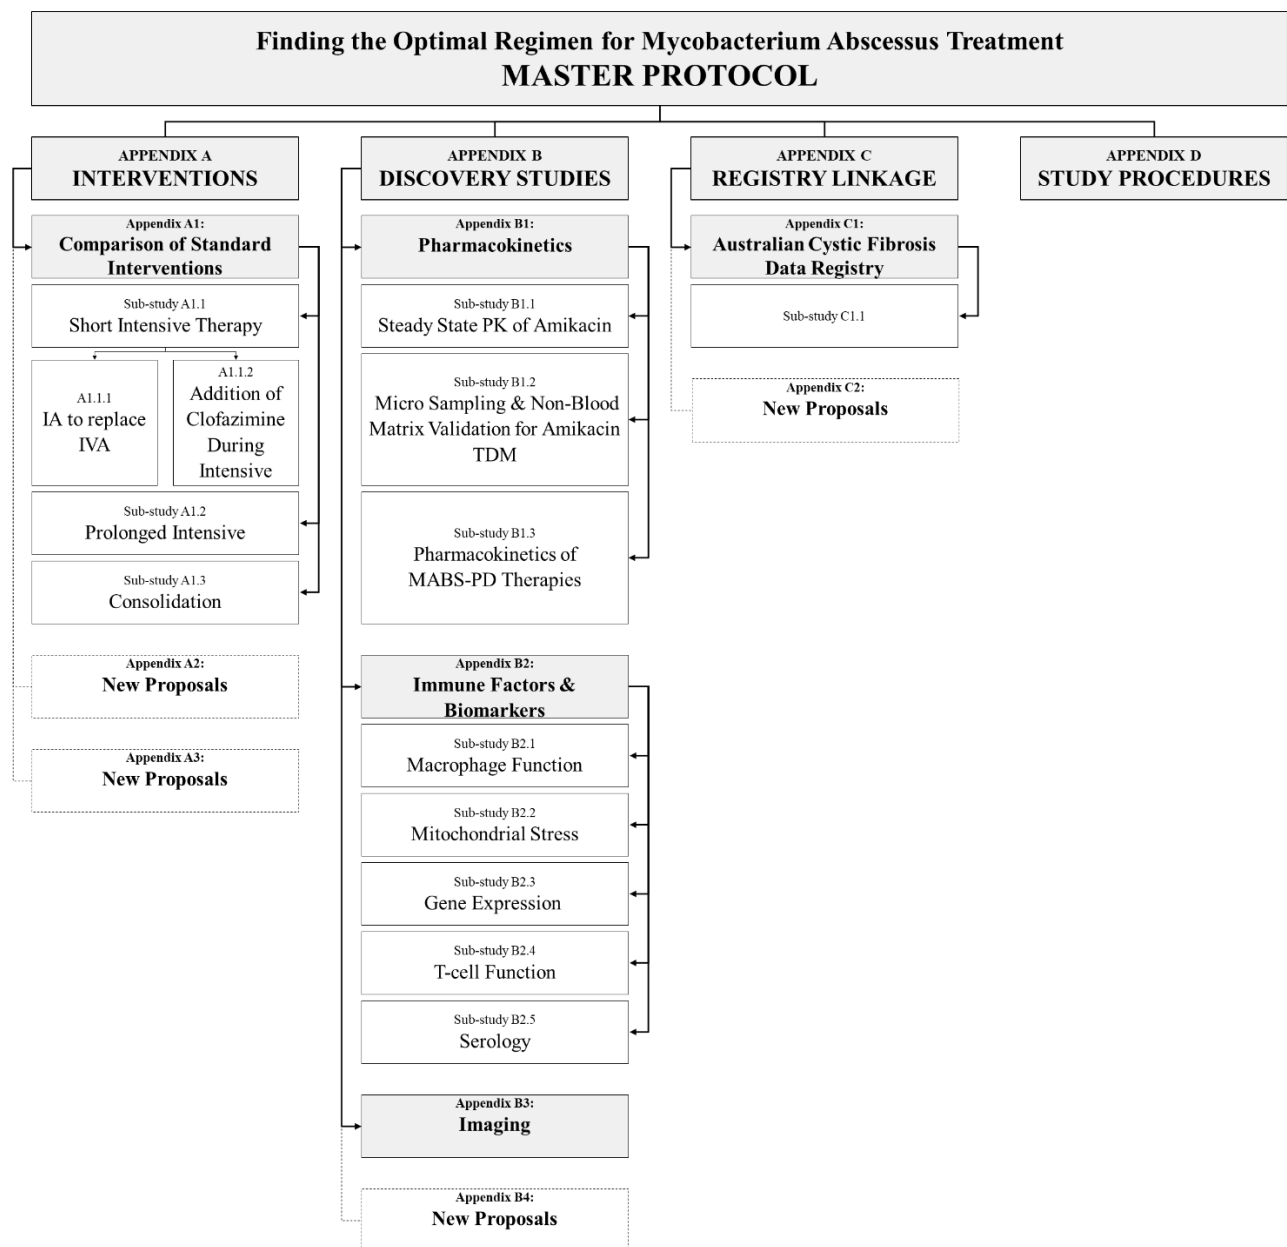 Finding the Optimal Regimen for Mycobacterium Abscessus Treatment
MASTER PROTOCOL
APPENDIX A
INTERVENTIONS
Appendix A1:
Comparison of Standard
Interventions
Sub-study A1.1
Short Intensive Therapy
A1.1.1
IA to replace
IVA
A1.1.2
Addition of
Clofazimine
During
Intensive
Sub-study A1.2
Prolonged Intensive
Sub-study A1.3
Consolidation
Appendix A2:
New Proposals
Appendix A3:
New Proposals
APPENDIX B
DISCOVERY STUDIES
Appendix B1:
Pharmacokinetics
Sub-study B1.1
Steady State PK of Amikacin
Sub-study B1.2
Micro Sampling & Non-Blood
Matrix Validation for Amikacin
TDM
Sub-study B1.3
Pharmacokinetics of
MABS-PD Therapies
Appendix B2:
Immune Factors &
Biomarkers
Sub-study B2.1
Macrophage Function
Sub-study B2.2
Mitochondrial Stress
Sub-study B2.3
Gene Expression
Sub-study B2.4
T-cell Function
Sub-study B2.5
Serology
Appendix B3:
Imaging
Appendix B4:
New Proposals
APPENDIX C
REGISTRY LINKAGE
Appendix C1:
Australian Cystic Fibrosis
Data Registry
Sub-study C1.1
Appendix C2:
New Proposals
APPENDIX D
STUDY PROCEDURES